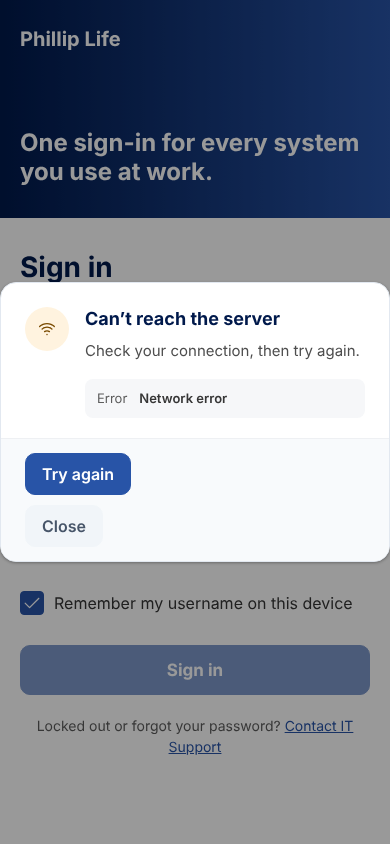 Phillip Life
One sign-in for every system
you use at work.
Sign in
Can’t reach the server
Check your connection, then try again.
Error Network error
Try again
Close
Remember my username on this device
Sign in
Locked out or forgot your password? Contact IT
Support